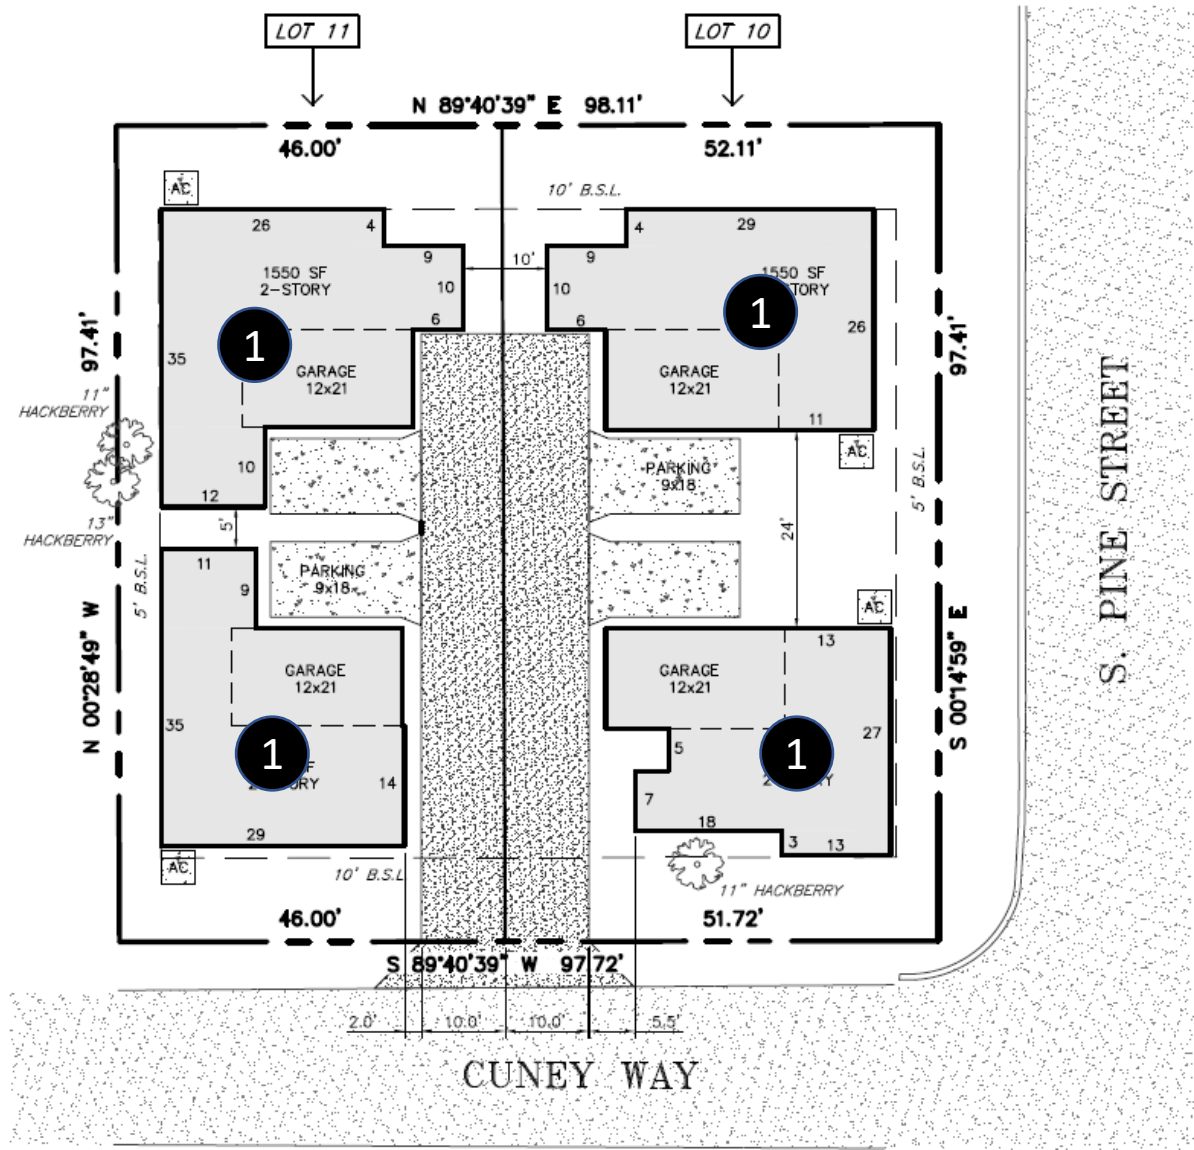 LOT 11
LOT 10
N 89°40'39" E 98.11'
46.00'
52.11'
AC
10' B.S.L.
26
4
4
29
9
10'
9
1550 SF
2-STORY
1550 SF
10
10
1
1
6
6
26
97.41'
97.41'
35
GARAGE
12x21
GARAGE
12x21
11"
HACKBERRY
11
AC
10
PARKING
9x18
5' B.S.L.
12
13"
HACKBERRY
5'
24'
S. PINE STREET
11
PARKING
9x18
5' B.S.L.
9
AC
N 00°28'49" W
S 00°14'59" E
13
GARAGE
12x21
GARAGE
12x21
35
27
5
1
1
14
7
29
18
3
13
AC
10' B.S.L
11" HACKBERRY
46.00'
51.72'
S 89°40'39" W 97.72'
2.0'
10.0'
10.0'
5.5'
CUNEY WAY